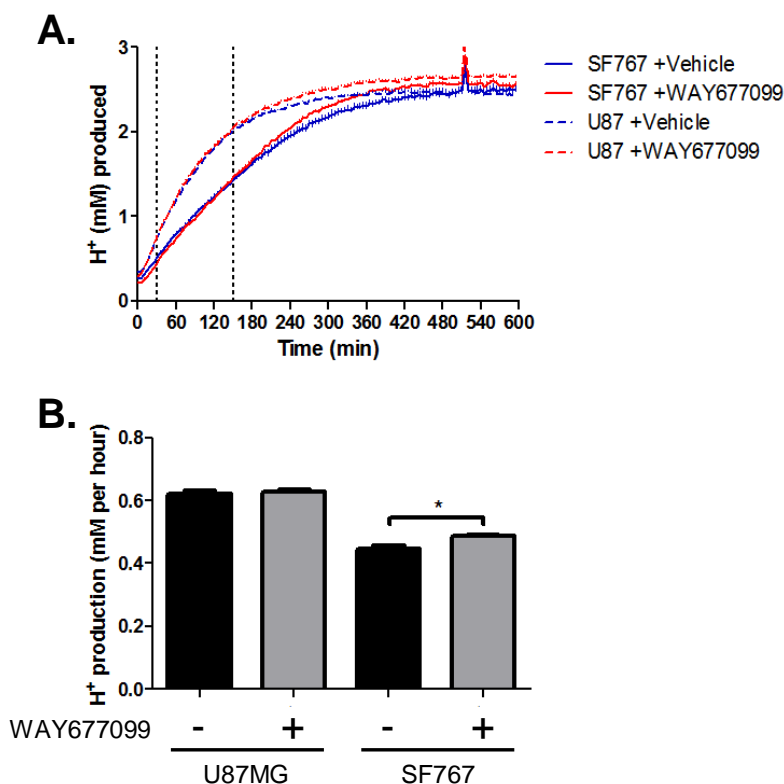 A.
H+ (mM) produced
3
2
1
0
0 60 120 180 240 300 360 420 480 540 600
Time (min)
SF767 +Vehicle
SF767 +WAY677099
U87 +Vehicle
U87 +WAY677099
B.
H+ production (mM per hour)
0.8
0.6
0.4
0.2
0.0
*
WAY677099 - + - +
U87MG SF767